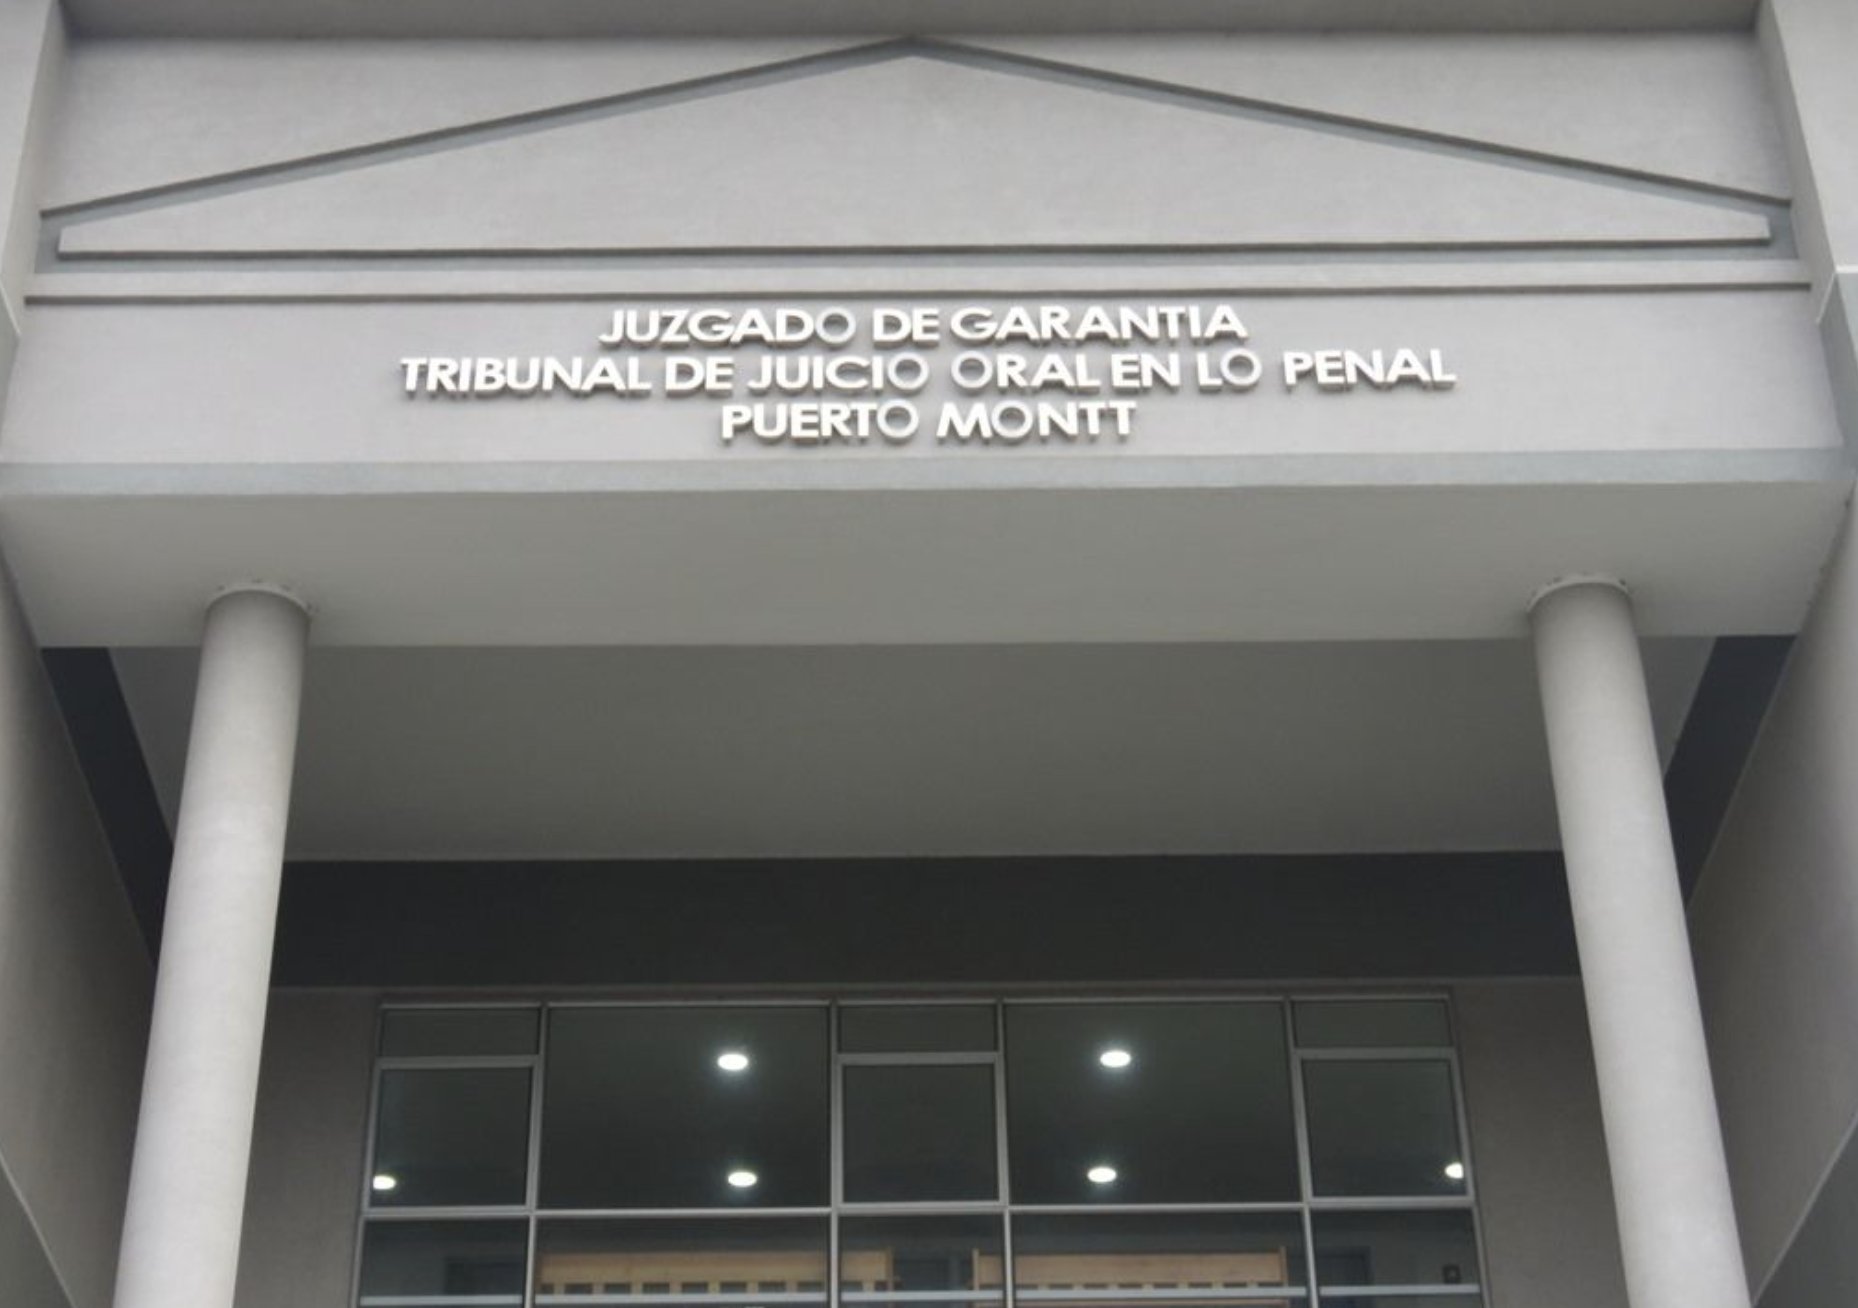 JUZGADO DE GARANTIA
TRIBUNAL DE JUICIO ORAL EN LO PENAL
PUERTO MONTT